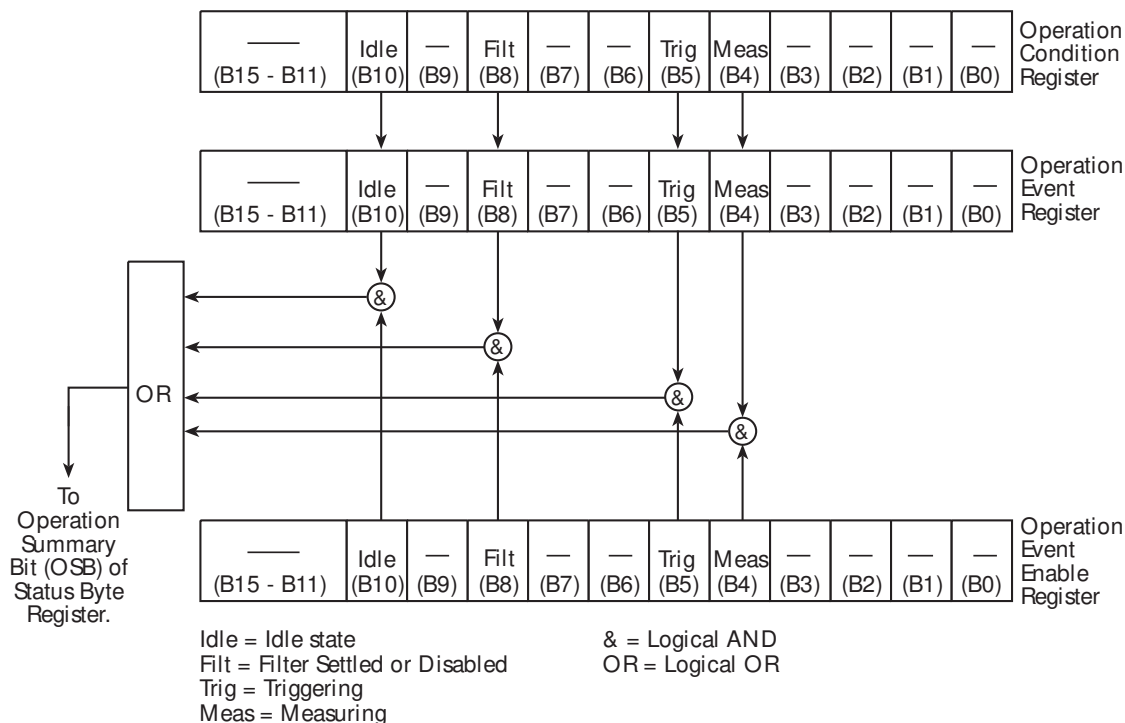 Idle — Filt — — Trig Meas — — — —
(B15 - B11) (B10) (B9) (B8) (B7) (B6) (B5) (B4) (B3) (B2) (B1) (B0)
Operation
Condition
Register
Idle — Filt — — Trig Meas — — — —
(B15 - B11) (B10) (B9) (B8) (B7) (B6) (B5) (B4) (B3) (B2) (B1) (B0)
Operation
Event
Register
&
&
OR
&
&
To
Operation
Summary
Bit (OSB) of
Status Byte
Register.
Idle — Filt — — Trig Meas — — — —
(B15 - B11) (B10) (B9) (B8) (B7) (B6) (B5) (B4) (B3) (B2) (B1) (B0)
Operation
Event
Enable
Register
Idle = Idle state
Filt = Filter Settled or Disabled
Trig = Triggering
Meas = Measuring
& = Logical AND
OR = Logical OR